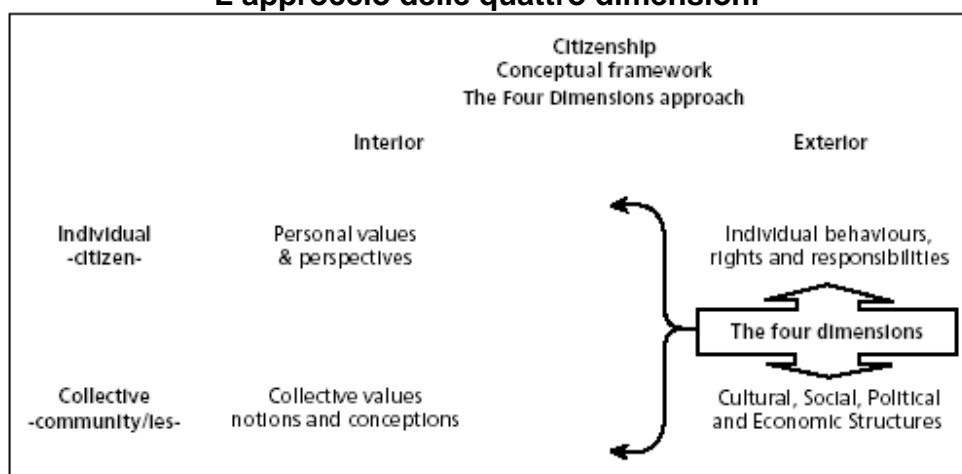 L'approccio delle quattro dimensioni
Citizenship
Conceptual framework
The Four Dimensions approach
Interior
Exterior
Individual
-citizen-
Personal values
& perspectives
Individual behaviours,
rights and responsibilities
The four dimensions
Collective
-community/ies-
Collective values
notions and conceptions
Cultural, Social, Political
and Economic Structures